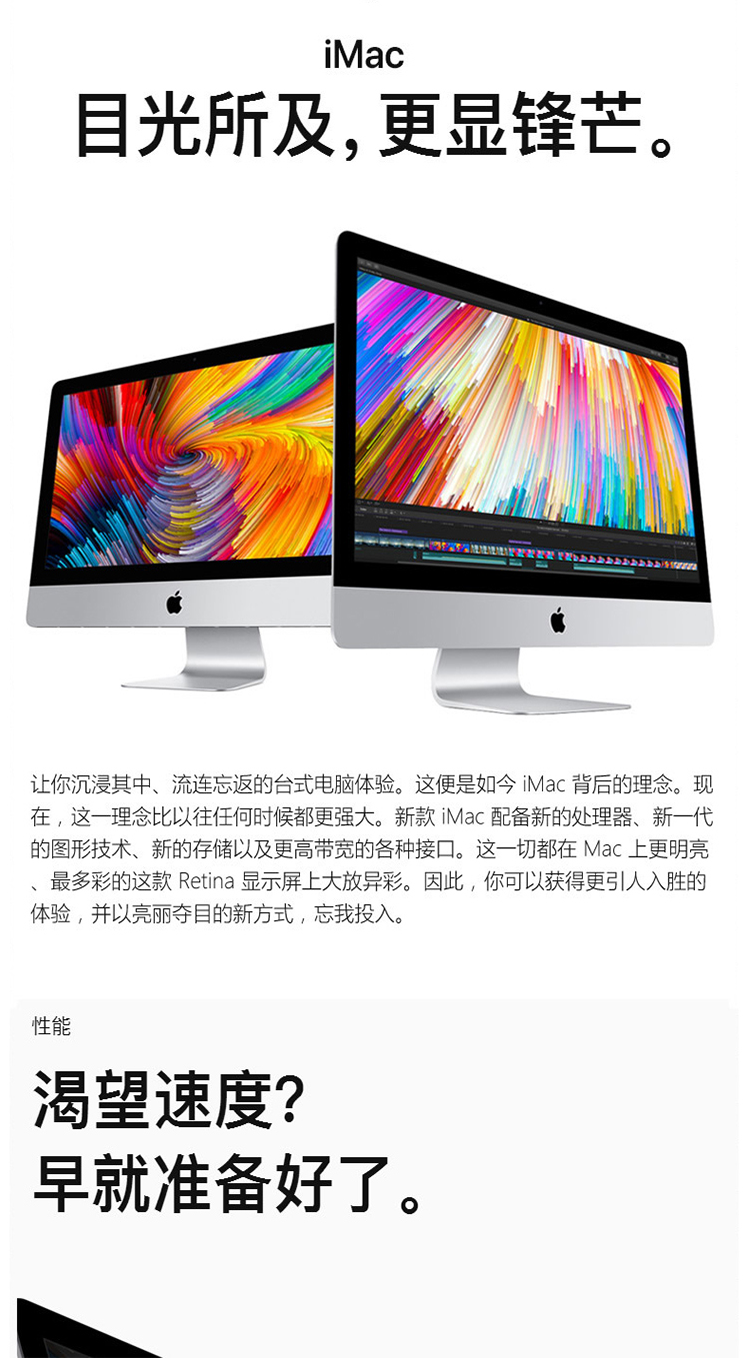 iMac
目光所及，更显锋芒。
让你沉浸其中、流连忘返的台式电脑体验。这便是如今 iMac 背后的理念。现
在，这一理念比以往任何时候都更强大。新款 iMac 配备新的处理器、新一代
的图形技术、新的存储以及更高带宽的各种接口。这一切都在 Mac 上更明亮
、最多彩的这款 Retina 显示屏上大放异彩。因此，你可以获得更引人入胜的
体验，并以亮丽夺目的新方式，忘我投入。
性能
渴望速度？
早就准备好了。